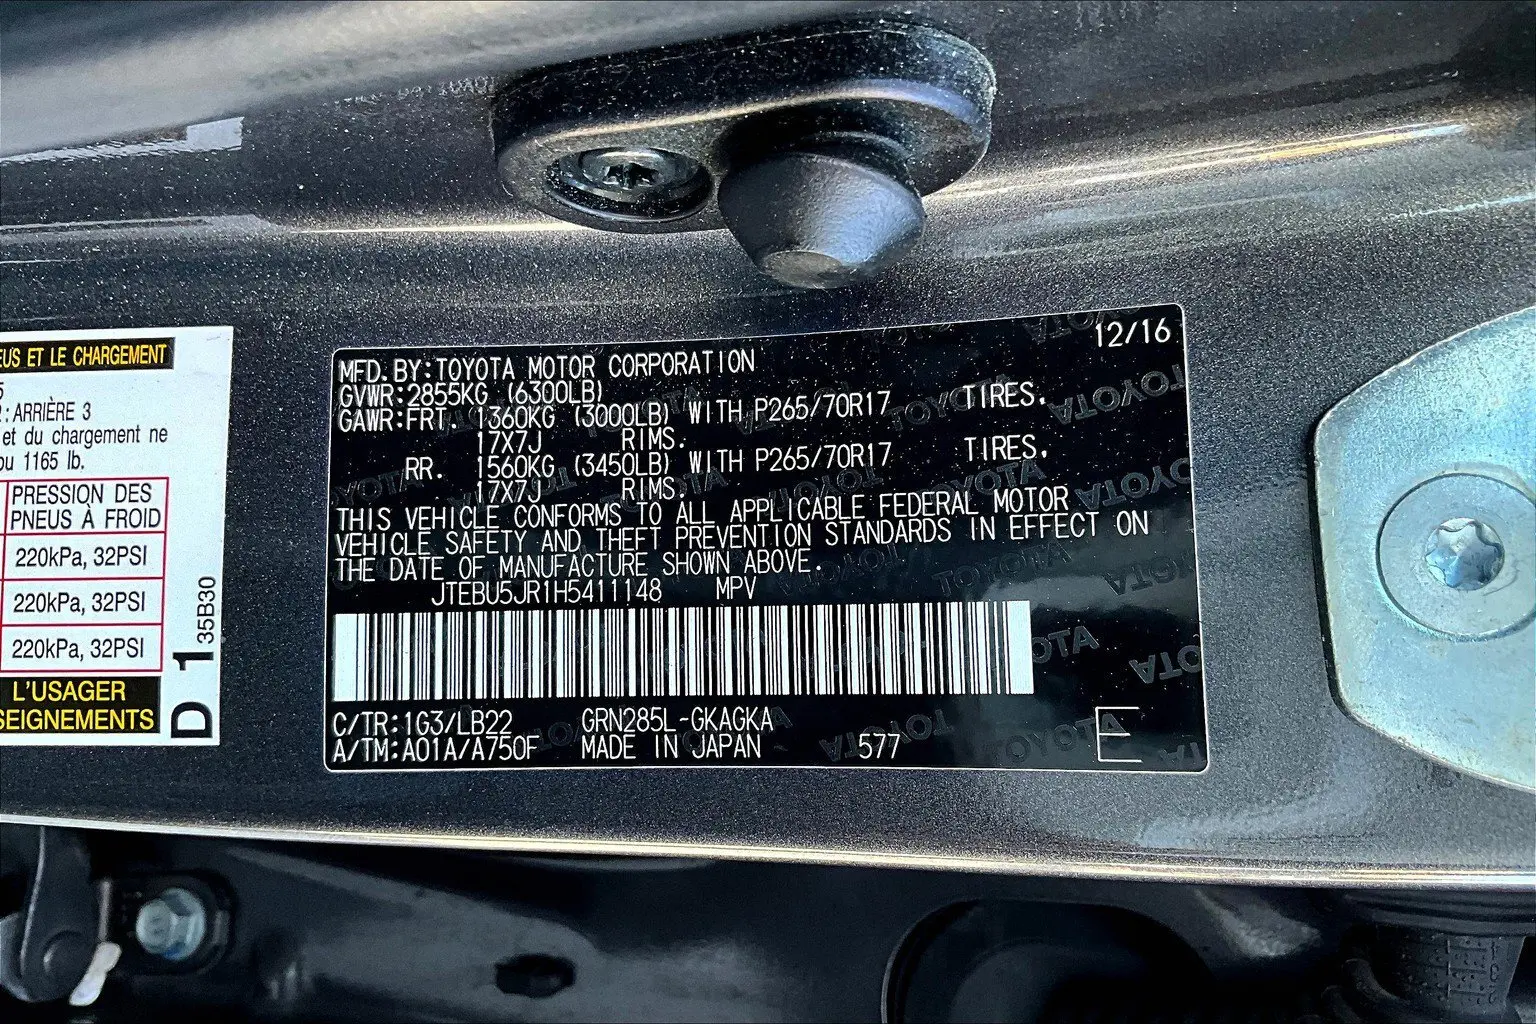 EUS ET LE CHARGEMENT
5
: ARRIÈRE 3
et du chargement ne
ou 1165 lb.
PRESSION DES
PNEUS À FROID
220kPa, 32PSI
220kPa, 32PSI
220kPa, 32PSI
L'USAGER
SEIGNEMENTS
D 1
35B30
12/16
MFD.BY:TOYOTA MOTOR CORPORATION
GVWR:2855KG (6300LB)
GAWR:FRT. 1360KG (3000LB) WITH P265/70R17 TIRES.
17X7J RIMS.
RR. 1560KG (3450LB) WITH P265/70R17 TIRES.
17X7J RIMS.
THIS VEHICLE CONFORMS TO ALL APPLICABLE FEDERAL MOTOR
VEHICLE SAFETY AND THEFT PREVENTION STANDARDS IN EFFECT ON
THE DATE OF MANUFACTURE SHOWN ABOVE.
JTEBU5JR1H5411148 MPV
C/TR:1G3/LB22 GRN285L-GKAGKA
A/TM:A01A/A750F MADE IN JAPAN 577
E